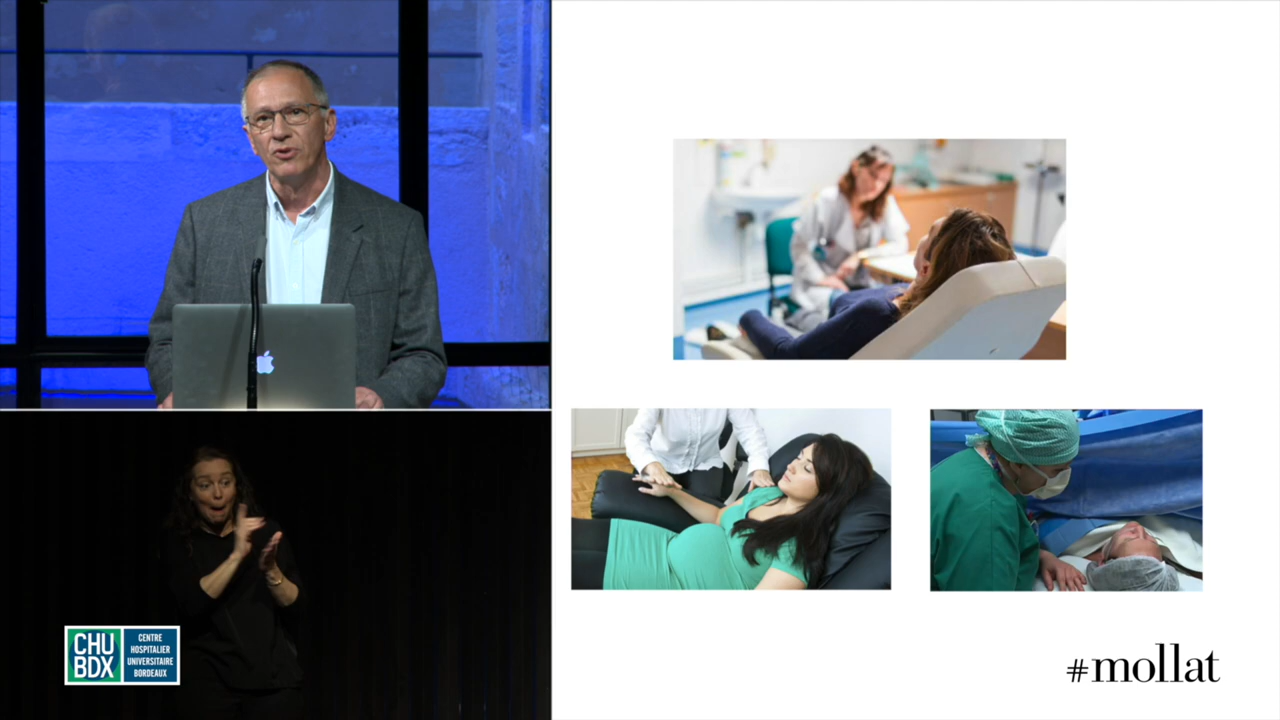 CHU
BDX
CENTRE
HOSPITALIER
UNIVERSITAIRE
BORDEAUX
#mollat